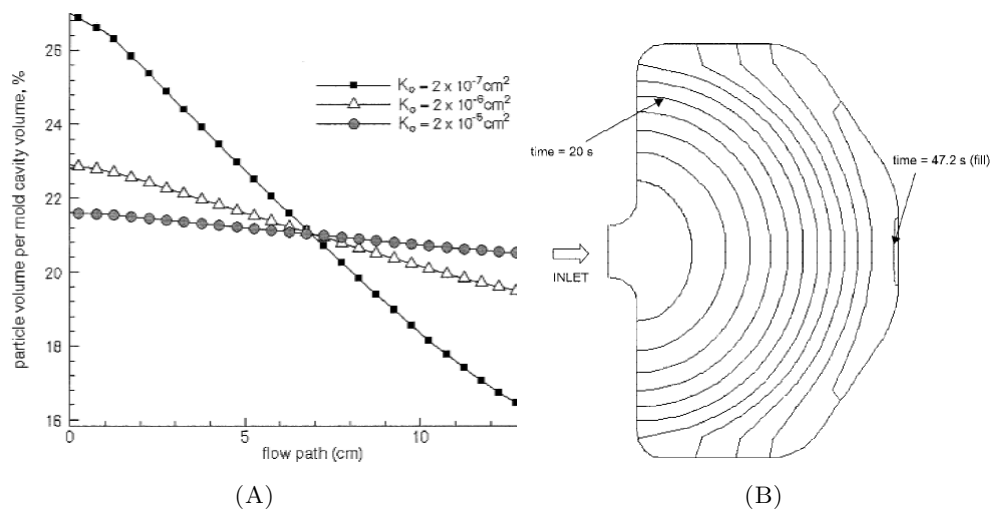 particle volume per mold cavity volume, %
26
24
22
20
18
16
0
5
10
flow path (cm)
K₀ = 2 x 10⁻⁷cm²
K₀ = 2 x 10⁻⁶cm²
K₀ = 2 x 10⁻⁵cm²
(A)
time = 20 s
time = 47.2 s (fill)
INLET
(B)